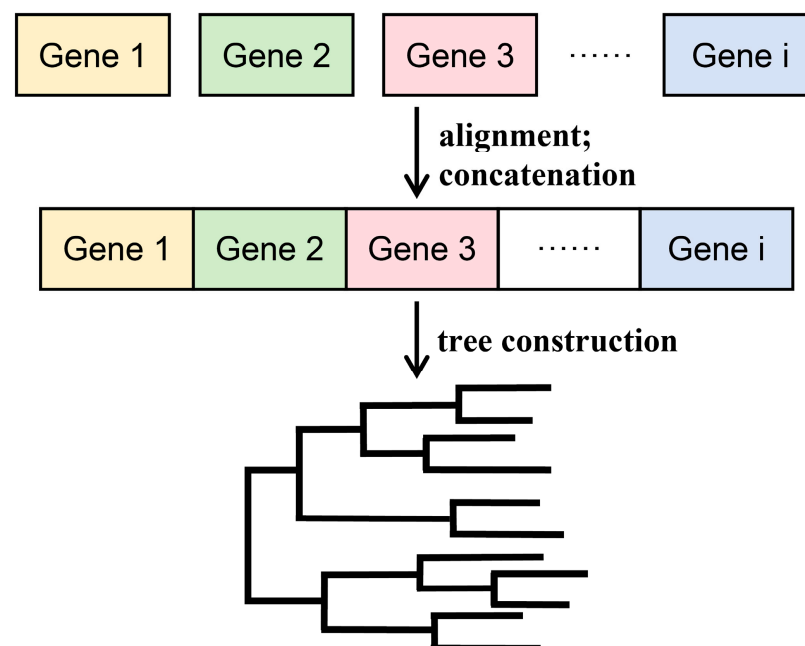 Gene 1 Gene 2 Gene 3 ...... Gene i
alignment;
concatenation
Gene 1 Gene 2 Gene 3 ...... Gene i
tree construction